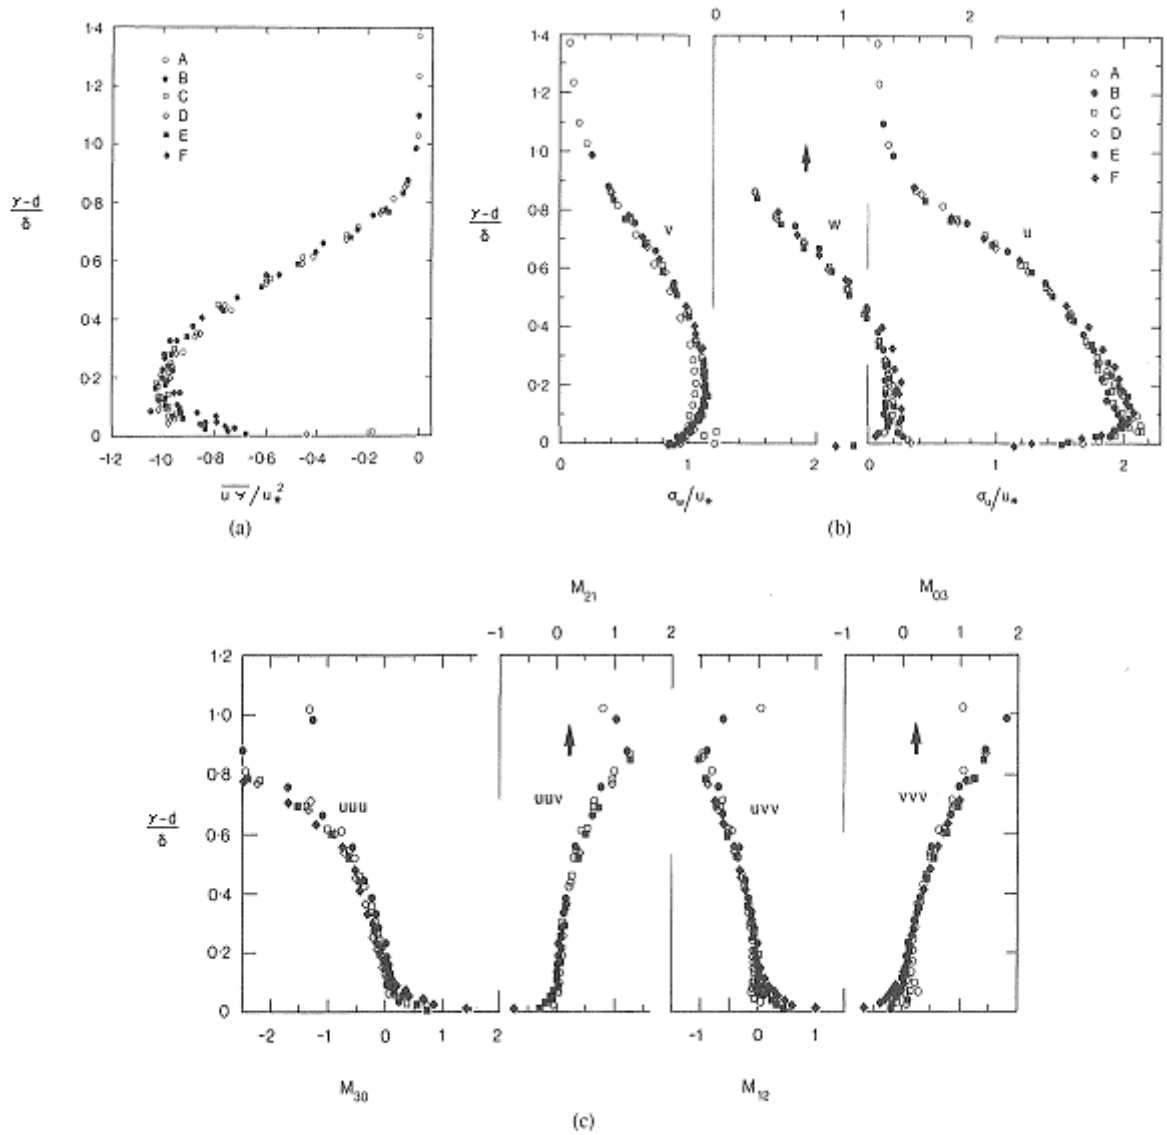 1·4
1·2
1·0
0·8
0·6
0·4
0·2
0
y-d
δ
A
B
C
D
E
F
-1·2 -1·0 -0·8 -0·6 -0·4 -0·2 0
uv/u*²
(a)
0 1 2
1·4
1·2
1·0
0·8
0·6
0·4
0·2
0
y-d
δ
v
w
u
A
B
C
D
E
F
0 1 2 0 1 2
σw/u* σu/u*
(b)
M21 M03
-1 0 1 2 -1 0 1 2
1·2
1·0
0·8
0·6
0·4
0·2
0
y-d
δ
uuu
uuv
uvv
vvv
-2 -1 0 1 2 -1 0 1
M30 M12
(c)